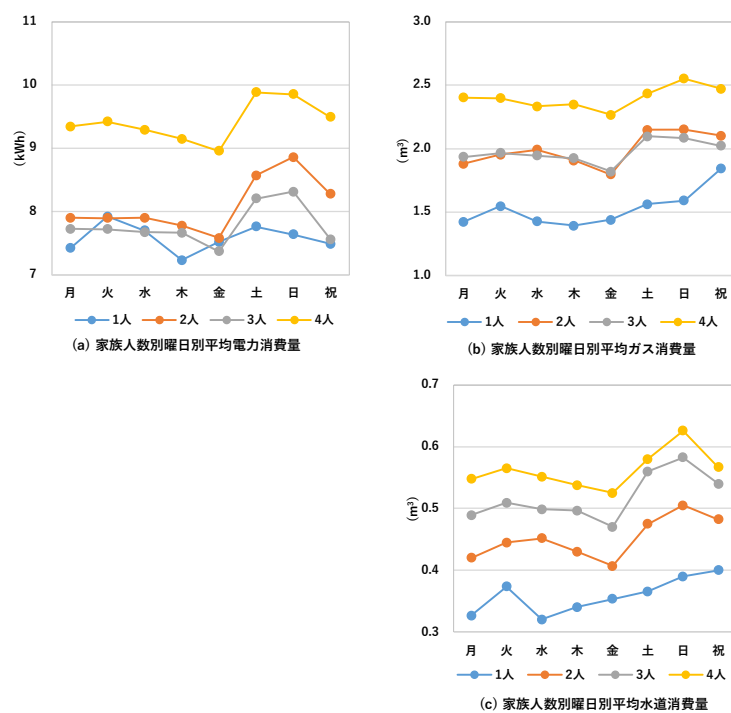 11
10
9
8
7
（kWh）
月 火 水 木 金 土 日 祝
1人 2人 3人 4人
（a）家族人数別曜日別平均電力消費量
3.0
2.5
2.0
1.5
1.0
（m³）
月 火 水 木 金 土 日 祝
1人 2人 3人 4人
（b）家族人数別曜日別平均ガス消費量
0.7
0.6
0.5
0.4
0.3
（m³）
月 火 水 木 金 土 日 祝
1人 2人 3人 4人
（c）家族人数別曜日別平均水道消費量